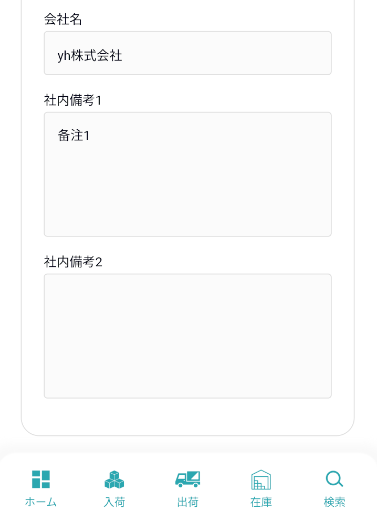 会社名
yh株式会社
社内備考1
备注1
社内備考2
ホーム
入荷
出荷
在庫
検索